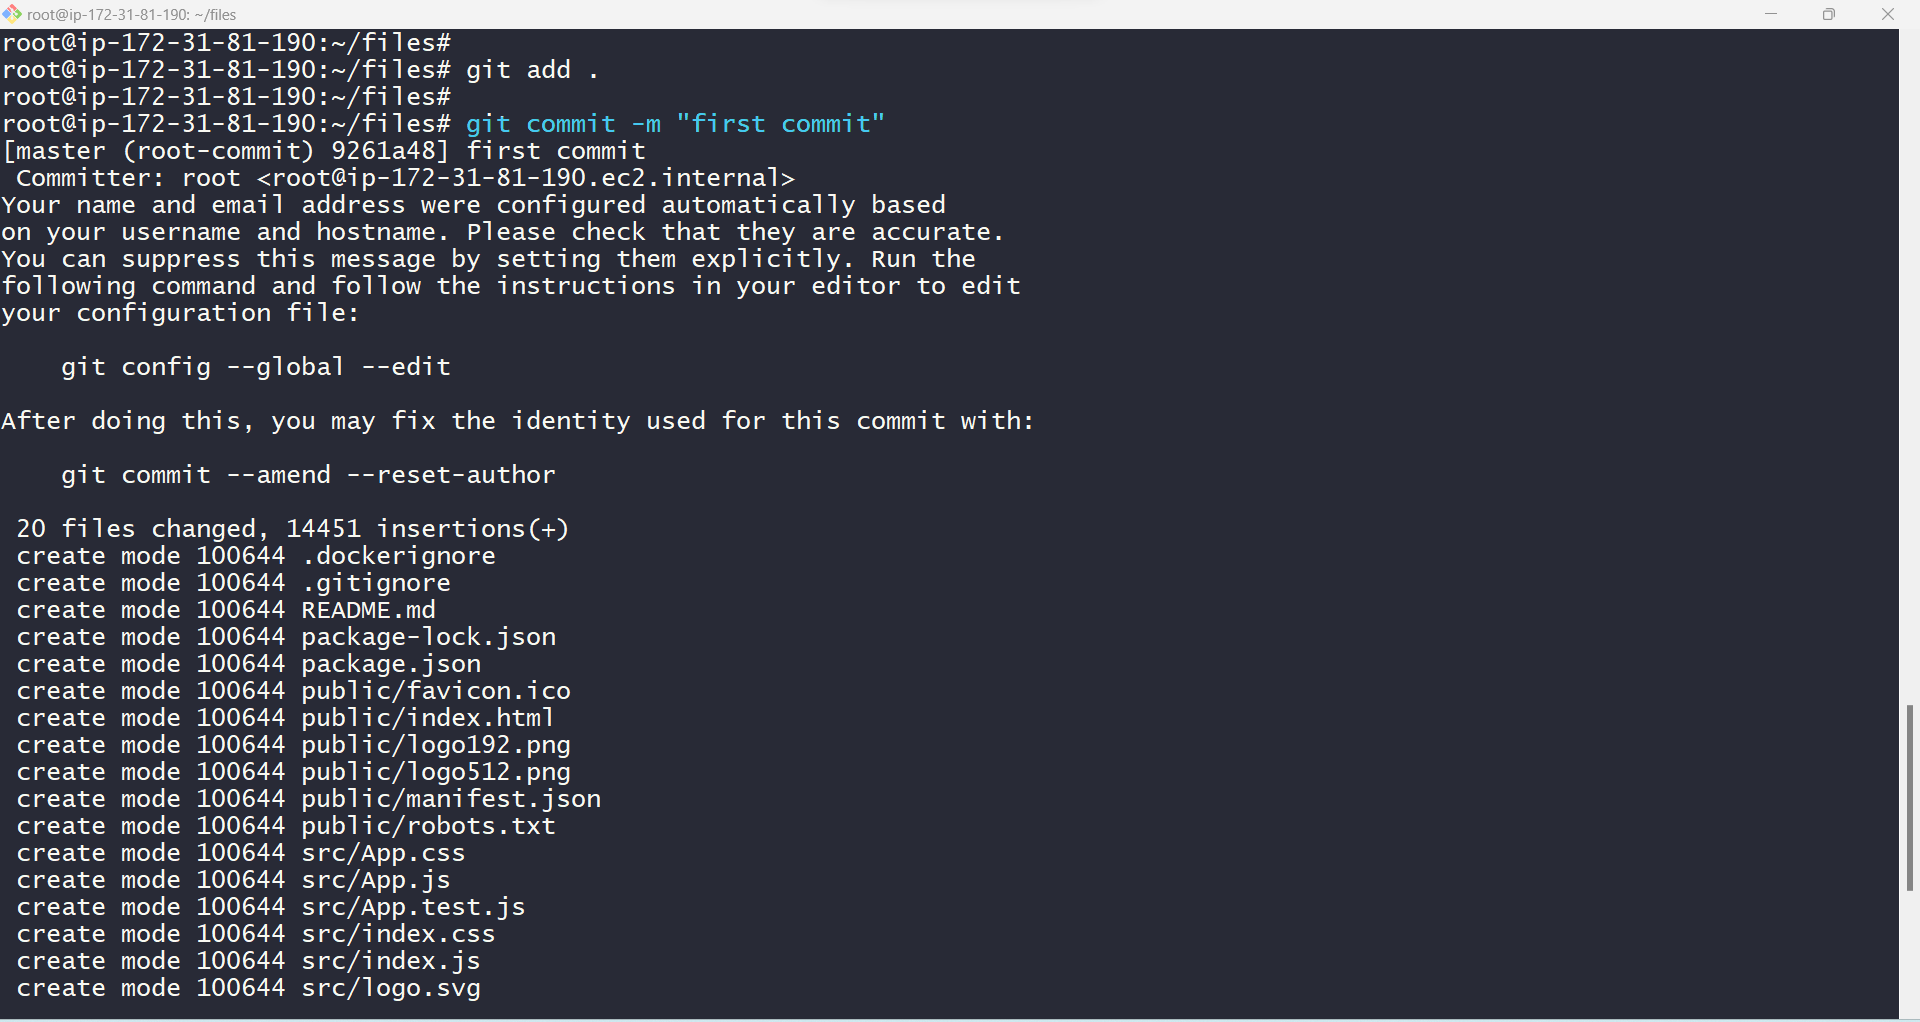 root@ip-172-31-81-190: ~/files
root@ip-172-31-81-190:~/files#
root@ip-172-31-81-190:~/files# git add .
root@ip-172-31-81-190:~/files#
root@ip-172-31-81-190:~/files# git commit -m "first commit"
[master (root-commit) 9261a48] first commit
 Committer: root <root@ip-172-31-81-190.ec2.internal>
Your name and email address were configured automatically based
on your username and hostname. Please check that they are accurate.
You can suppress this message by setting them explicitly. Run the
following command and follow the instructions in your editor to edit
your configuration file:

    git config --global --edit

After doing this, you may fix the identity used for this commit with:

    git commit --amend --reset-author

 20 files changed, 14451 insertions(+)
 create mode 100644 .dockerignore
 create mode 100644 .gitignore
 create mode 100644 README.md
 create mode 100644 package-lock.json
 create mode 100644 package.json
 create mode 100644 public/favicon.ico
 create mode 100644 public/index.html
 create mode 100644 public/logo192.png
 create mode 100644 public/logo512.png
 create mode 100644 public/manifest.json
 create mode 100644 public/robots.txt
 create mode 100644 src/App.css
 create mode 100644 src/App.js
 create mode 100644 src/App.test.js
 create mode 100644 src/index.css
 create mode 100644 src/index.js
 create mode 100644 src/logo.svg